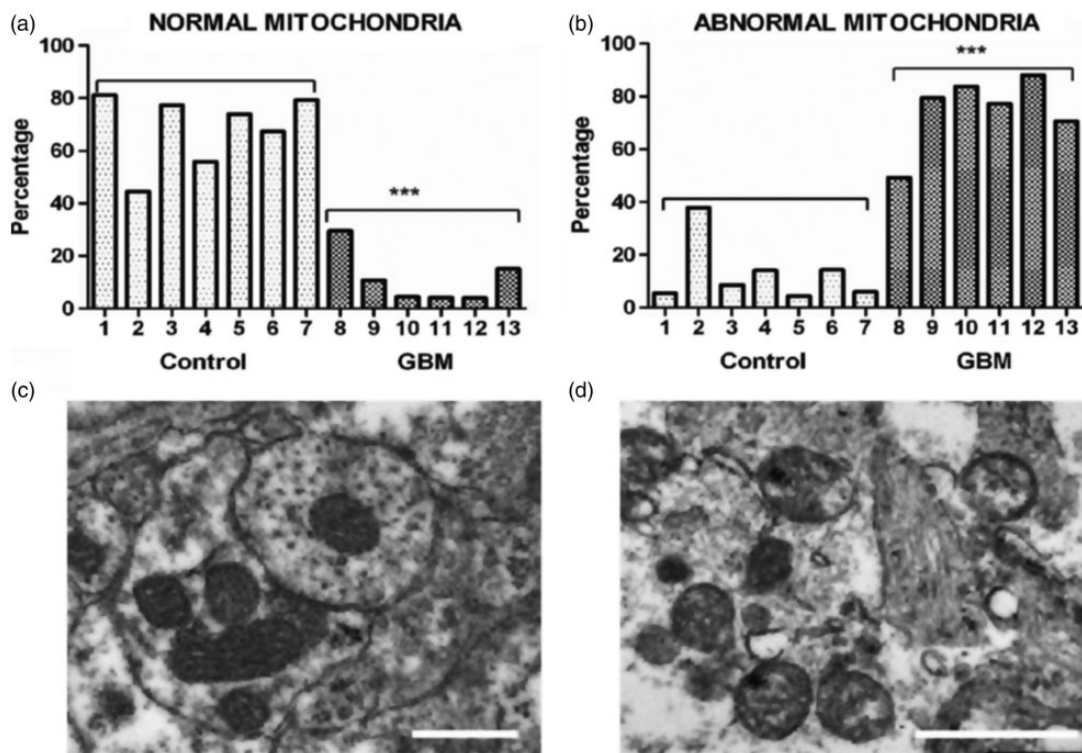 (a) NORMAL MITOCHONDRIA
100
80
60
40
20
0
Percentage
***
1 2 3 4 5 6 7 8 9 10 11 12 13
Control GBM
(b) ABNORMAL MITOCHONDRIA
100
80
60
40
20
0
Percentage
***
1 2 3 4 5 6 7 8 9 10 11 12 13
Control GBM
(c)
(d)